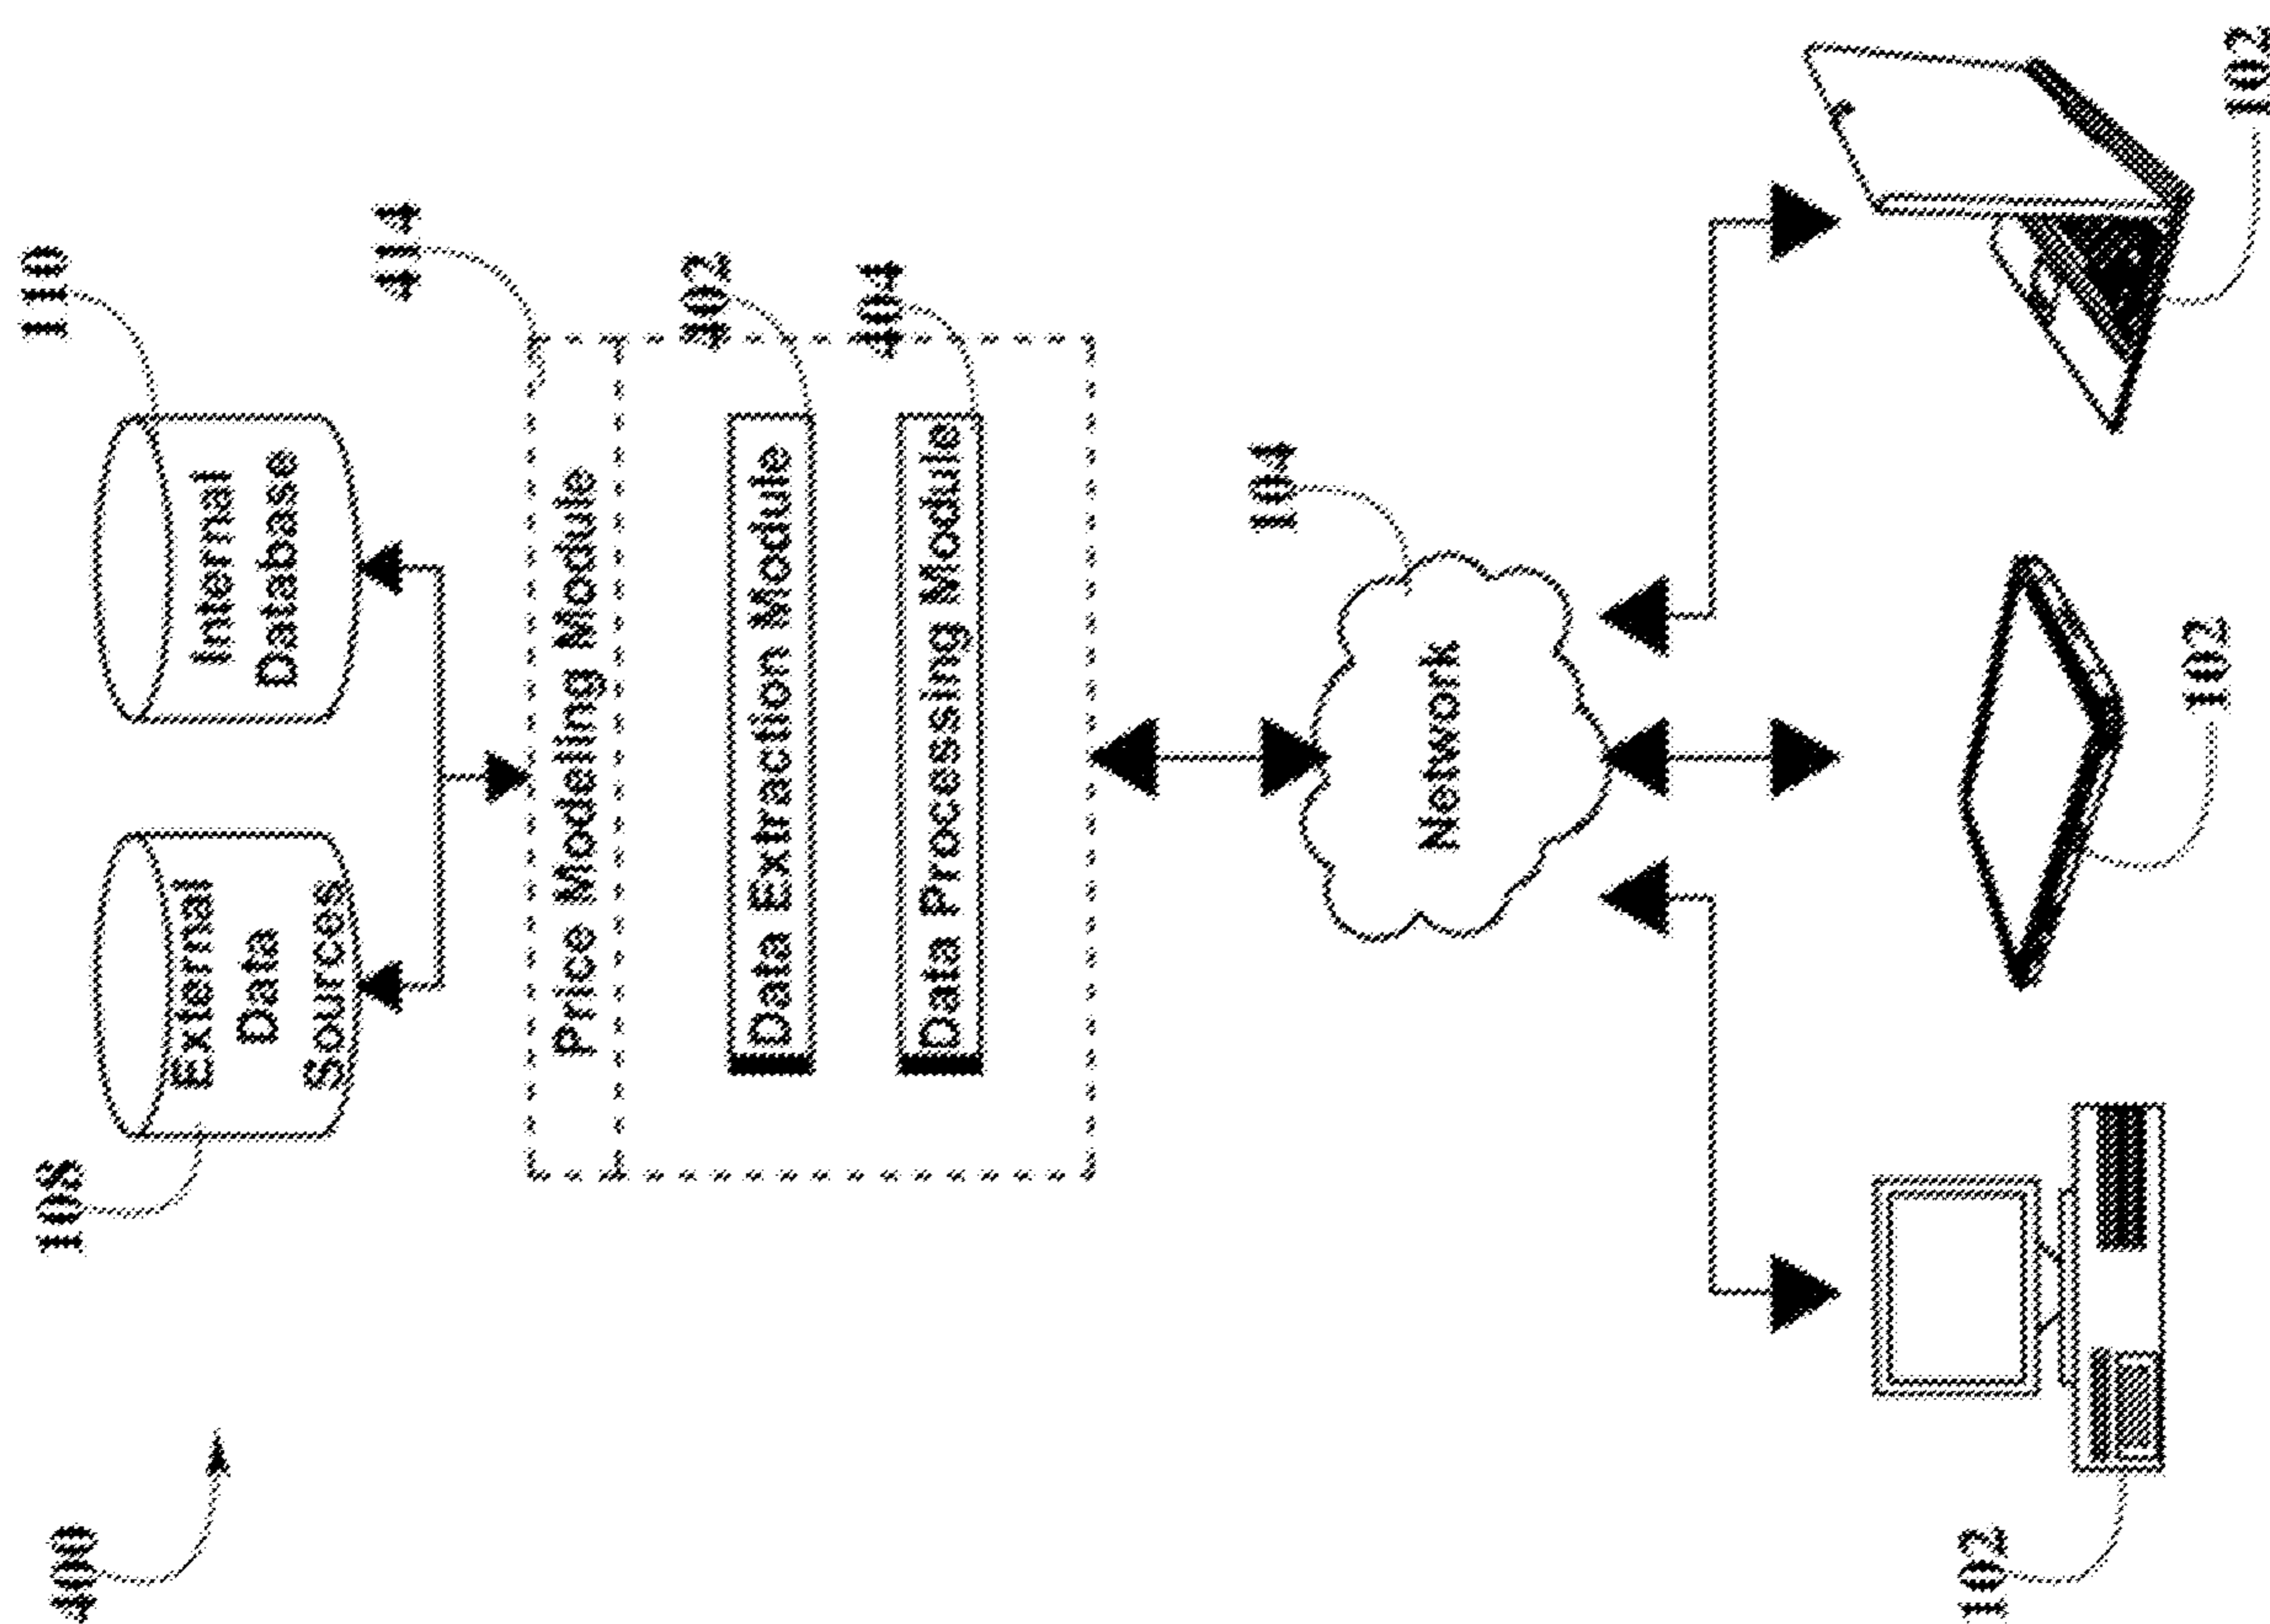 400
108
110
External
Data
Sources
Internal
Database
414
Price Modeling Module
402
Data Extraction Module
404
Data Processing Module
104
Network
102
102
102